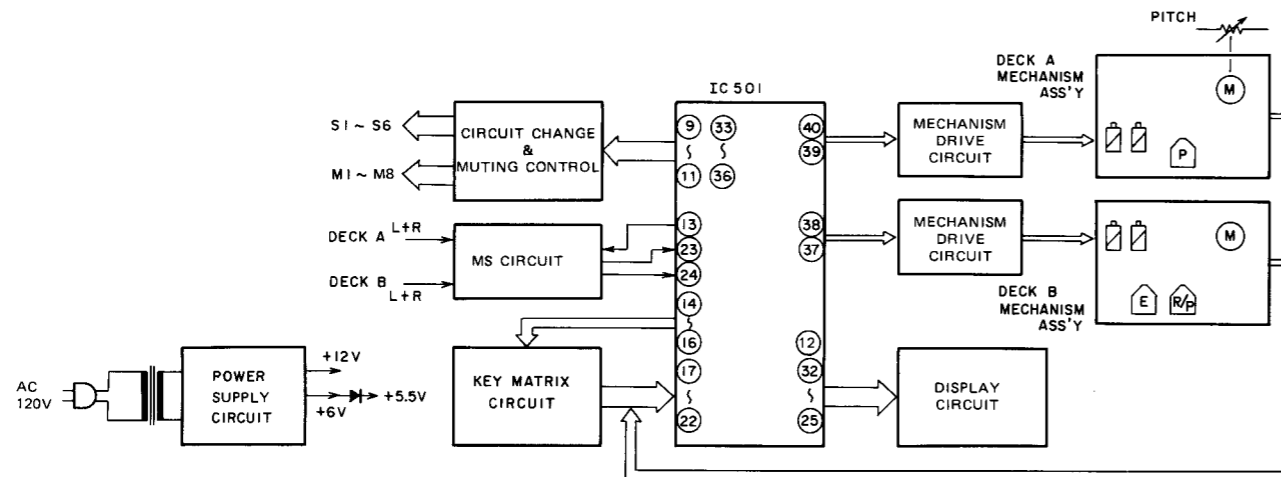 PITCH
DECK A
MECHANISM
ASS'Y
M
P
IC501
9 33
~ ~
11 36
40
39
13
23
24
14
~
16
17
~
22
38
37
12
32
~
25
S1 ~ S6
M1 ~ M8
CIRCUIT CHANGE
&
MUTING CONTROL
MECHANISM
DRIVE
CIRCUIT
DECK A L+R
DECK B L+R
MS CIRCUIT
MECHANISM
DRIVE
CIRCUIT
M
E R/P
DECK B
MECHANISM
ASS'Y
AC
120V
POWER
SUPPLY
CIRCUIT
+12V
+6V
+5.5V
KEY MATRIX
CIRCUIT
DISPLAY
CIRCUIT